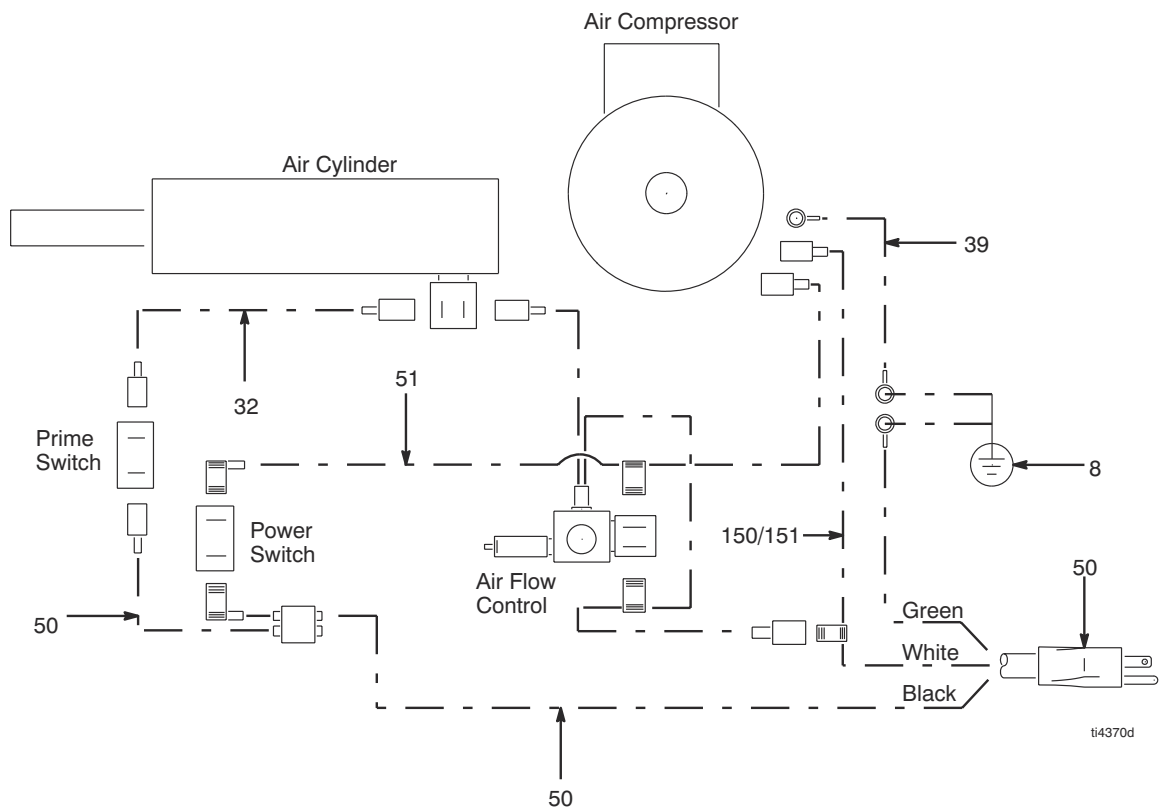 Air Compressor
Air Cylinder
39
32
51
Prime
Switch
8
Power
Switch
150/151
Air Flow
Control
50
50
Green
White
Black
ti4370d
50